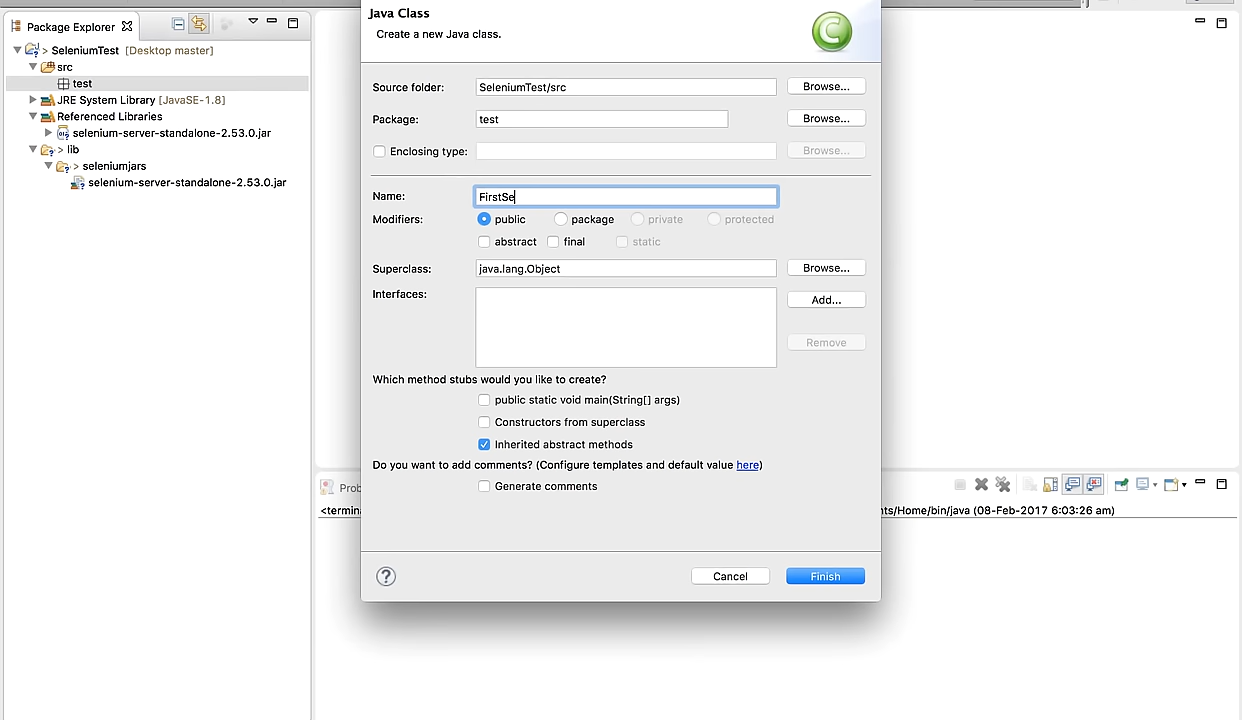 Package Explorer
> SeleniumTest [Desktop master]
src
test
JRE System Library [JavaSE-1.8]
Referenced Libraries
selenium-server-standalone-2.53.0.jar
> lib
> seleniumjars
selenium-server-standalone-2.53.0.jar
Java Class
Create a new Java class.
Source folder: SeleniumTest/src Browse...
Package: test Browse...
Enclosing type: Browse...
Name: FirstSe
Modifiers: public package private protected
abstract final static
Superclass: java.lang.Object Browse...
Interfaces: Add...
Remove
Which method stubs would you like to create?
public static void main(String[] args)
Constructors from superclass
Inherited abstract methods
Do you want to add comments? (Configure templates and default value here)
Generate comments
? Cancel Finish
Prob
<termina
nts/Home/bin/java (08-Feb-2017 6:03:26 am)